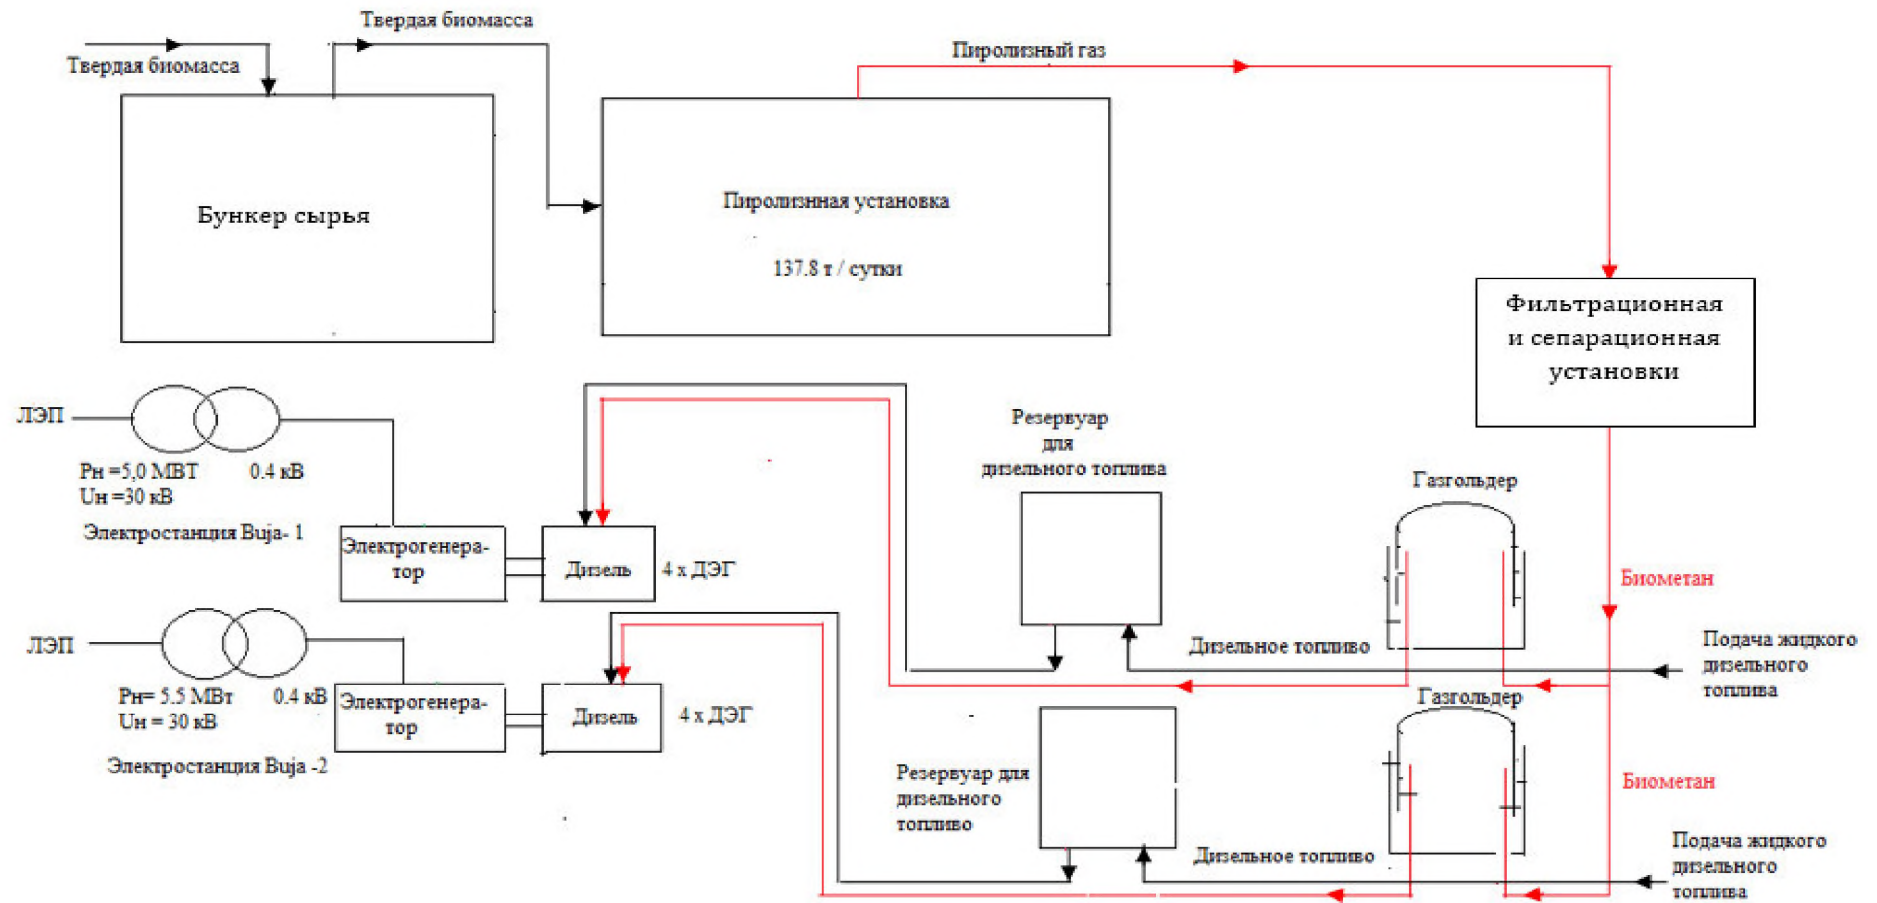 Твердая биомасса
Твердая биомасса
Пиролизный газ
Бункер сырья
Пиролизнная установка
137.8 т / сутки
Фильтрационная
и сепарационная
установки
ЛЭП
Рн =5,0 МВТ 0.4 кВ
Uн =30 кВ
Электростанция Buja- 1
Электрогенера-
тор
Дизель
4 х ДЭГ
Резервуар
для
дизельного топлива
Газгольдер
Биометан
Дизельное топливо
Подача жидкого
дизельного
топлива
ЛЭП
Рн= 5.5 МВт 0.4 кВ
Uн = 30 кВ
Электростанция Buja -2
Электрогенера-
тор
Дизель
4 х ДЭГ
Газгольдер
Резервуар для
дизельного
топливо
Биометан
Дизельное топливо
Подача жидкого
дизельного
топлива